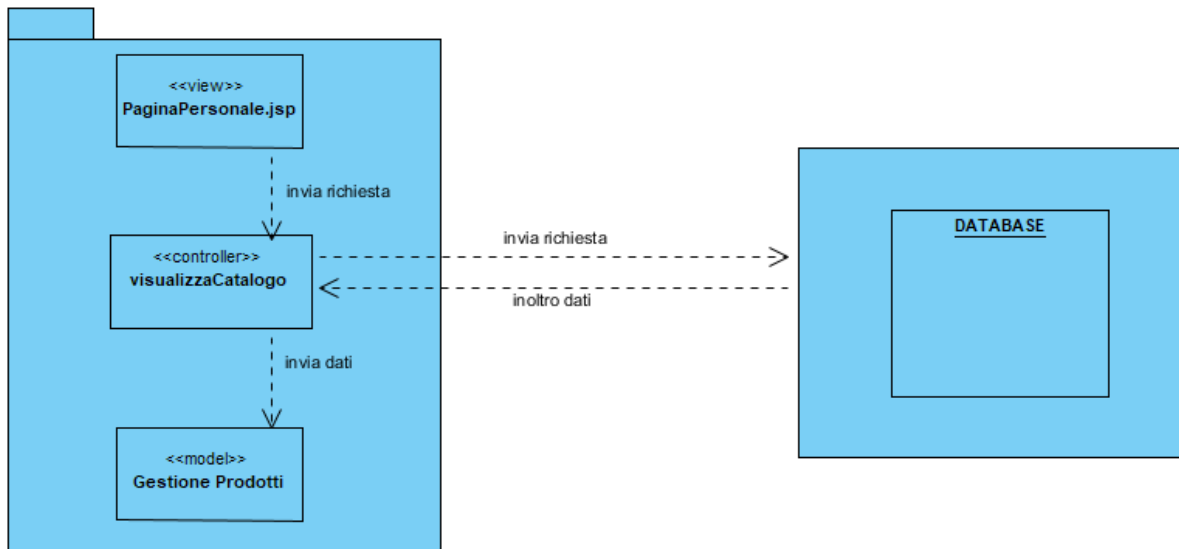 <<view>>
PaginaPersonale.jsp
invia richiesta
<<controller>>
visualizzaCatalogo
invia richiesta
inoltro dati
invia dati
<<model>>
Gestione Prodotti
DATABASE